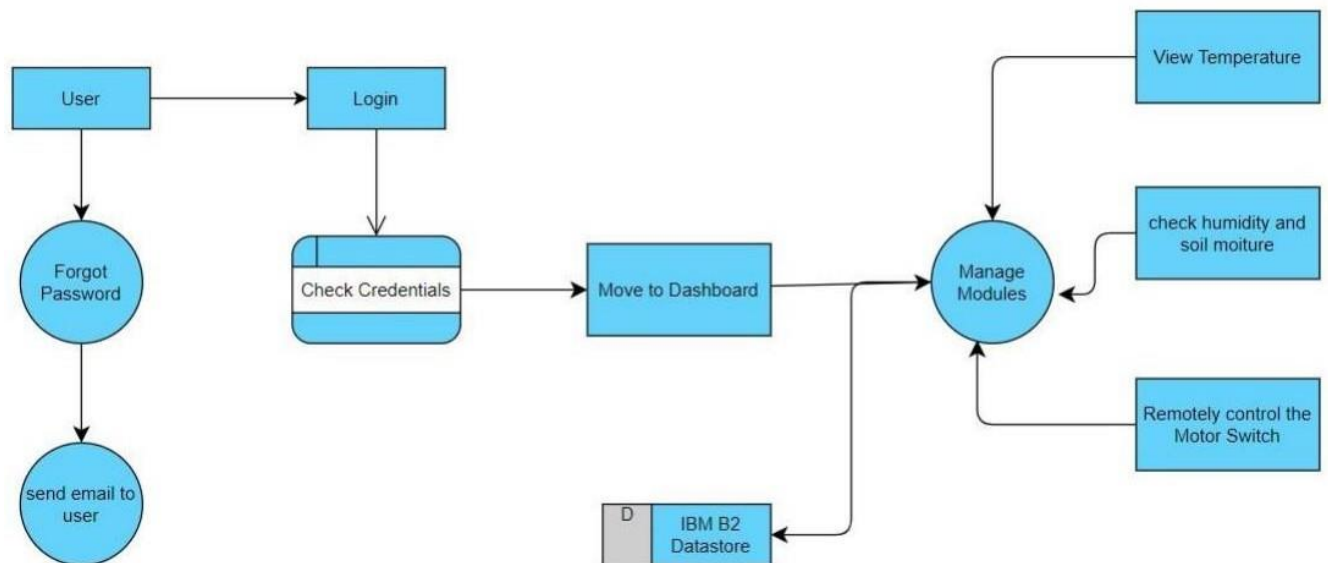 User
Login
View Temperature
Forgot
Password
Check Credentials
Move to Dashboard
Manage
Modules
check humidity and
soil moiture
Remotely control the
Motor Switch
send email to
user
D
IBM B2
Datastore